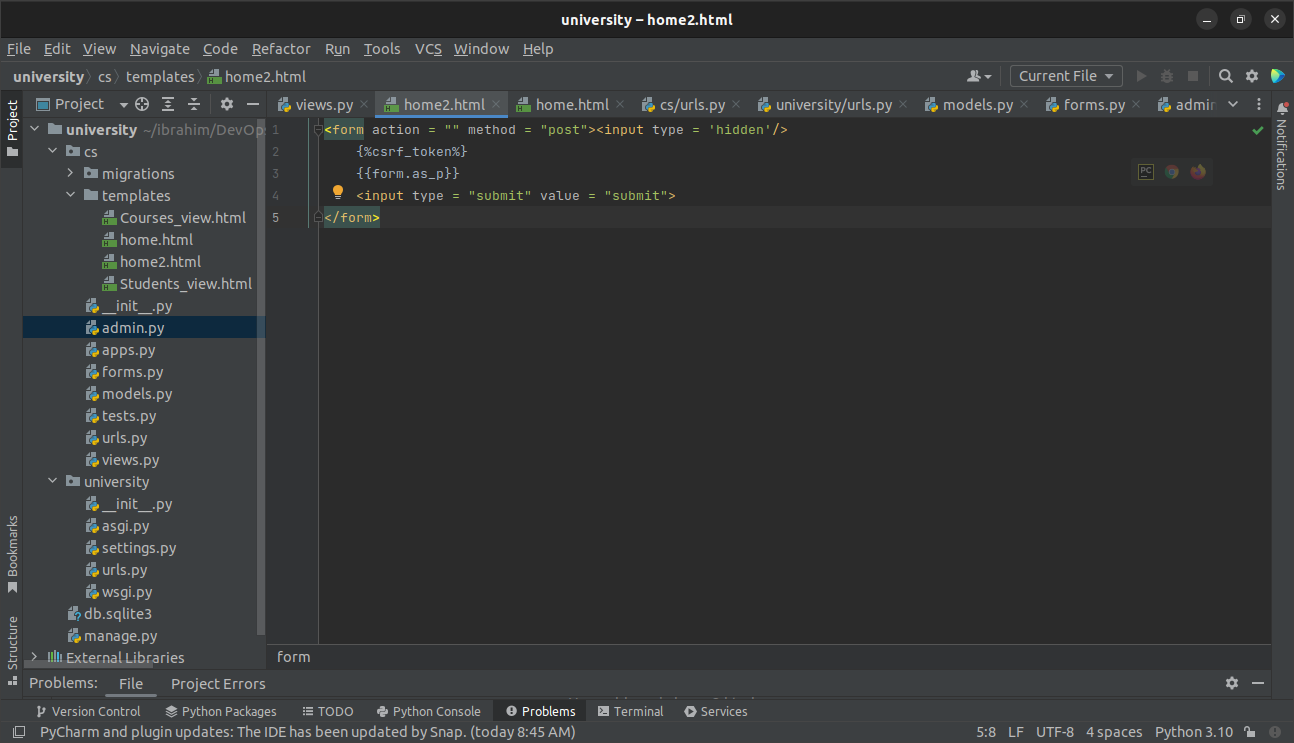 university – home2.html
File Edit View Navigate Code Refactor Run Tools VCS Window Help
university cs templates home2.html Current File
Project
Project
views.py home2.html home.html cs/urls.py university/urls.py models.py forms.py admin
Notifications
university ~/ibrahim/DevOp
cs
migrations
templates
Courses_view.html
home.html
home2.html
Students_view.html
__init__.py
admin.py
apps.py
forms.py
models.py
tests.py
urls.py
views.py
university
__init__.py
asgi.py
settings.py
urls.py
wsgi.py
db.sqlite3
manage.py
External Libraries
1 <form action = "" method = "post"><input type = 'hidden'/>
2 {%csrf_token%}
3 {{form.as_p}}
4 <input type = "submit" value = "submit">
5 </form>
PC
form
Bookmarks
Structure
Problems: File Project Errors
Version Control Python Packages TODO Python Console Problems Terminal Services
PyCharm and plugin updates: The IDE has been updated by Snap. (today 8:45 AM) 5:8 LF UTF-8 4 spaces Python 3.10